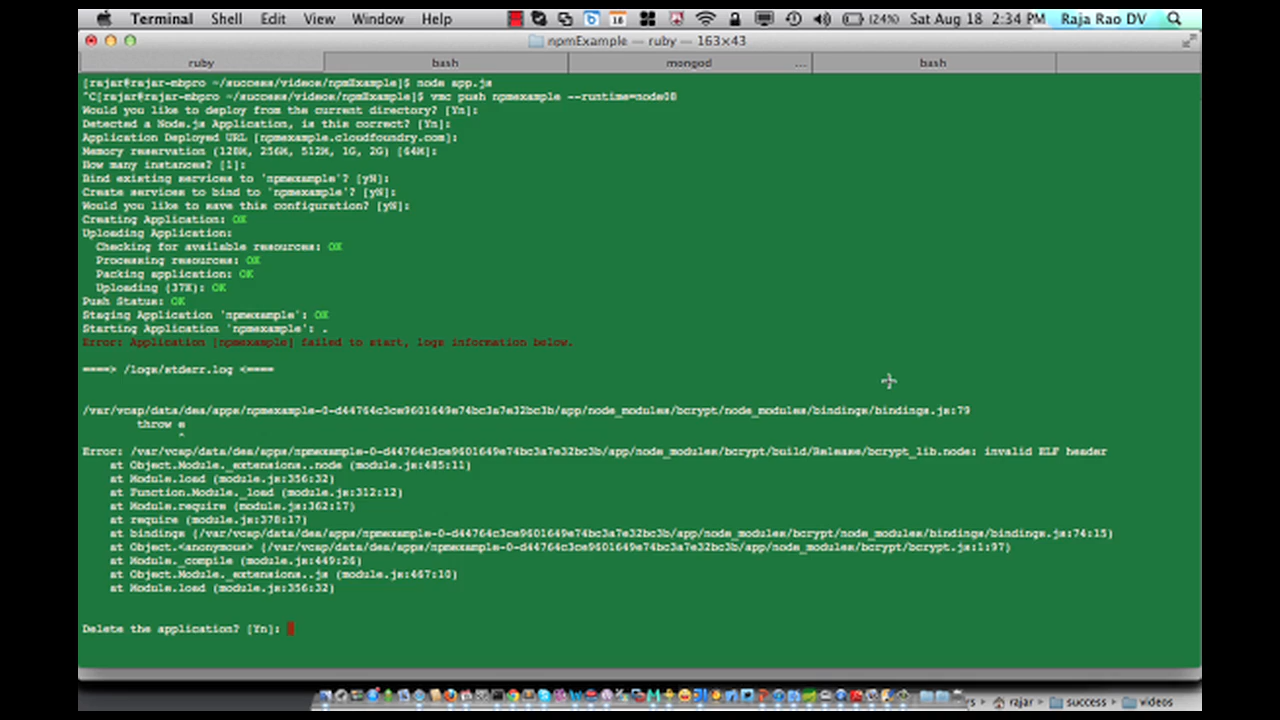 Terminal Shell Edit View Window Help 18 (24%) Sat Aug 18 2:34 PM Raja Rao DV
npmExample — ruby — 163×43
ruby bash mongod ... bash
[rajar@rajar-mbpro ~/success/videos/npmExample]$ node app.js
^C[rajar@rajar-mbpro ~/success/videos/npmExample]$ vmc push npmexample --runtime=node08
Would you like to deploy from the current directory? [Yn]:
Detected a Node.js Application, is this correct? [Yn]:
Application Deployed URL [npmexample.cloudfoundry.com]:
Memory reservation (128M, 256M, 512M, 1G, 2G) [64M]:
How many instances? [1]:
Bind existing services to 'npmexample'? [yN]:
Create services to bind to 'npmexample'? [yN]:
Would you like to save this configuration? [yN]:
Creating Application: OK
Uploading Application:
Checking for available resources: OK
Processing resources: OK
Packing application: OK
Uploading (37K): OK
Push Status: OK
Staging Application 'npmexample': OK
Starting Application 'npmexample': .
Error: Application [npmexample] failed to start, logs information below.
====> /logs/stderr.log <====
/var/vcap/data/dea/apps/npmexample-0-d44764c3ce9601649e74bc3a7e32bc3b/app/node_modules/bcrypt/node_modules/bindings/bindings.js:79
throw e
^
Error: /var/vcap/data/dea/apps/npmexample-0-d44764c3ce9601649e74bc3a7e32bc3b/app/node_modules/bcrypt/build/Release/bcrypt_lib.node: invalid ELF header
at Object.Module._extensions..node (module.js:485:11)
at Module.load (module.js:356:32)
at Function.Module._load (module.js:312:12)
at Module.require (module.js:362:17)
at require (module.js:378:17)
at bindings (/var/vcap/data/dea/apps/npmexample-0-d44764c3ce9601649e74bc3a7e32bc3b/app/node_modules/bcrypt/node_modules/bindings/bindings.js:74:15)
at Object.<anonymous> (/var/vcap/data/dea/apps/npmexample-0-d44764c3ce9601649e74bc3a7e32bc3b/app/node_modules/bcrypt/bcrypt.js:1:97)
at Module._compile (module.js:449:26)
at Object.Module._extensions..js (module.js:467:10)
at Module.load (module.js:356:32)
Delete the application? [Yn]:
rajar success videos